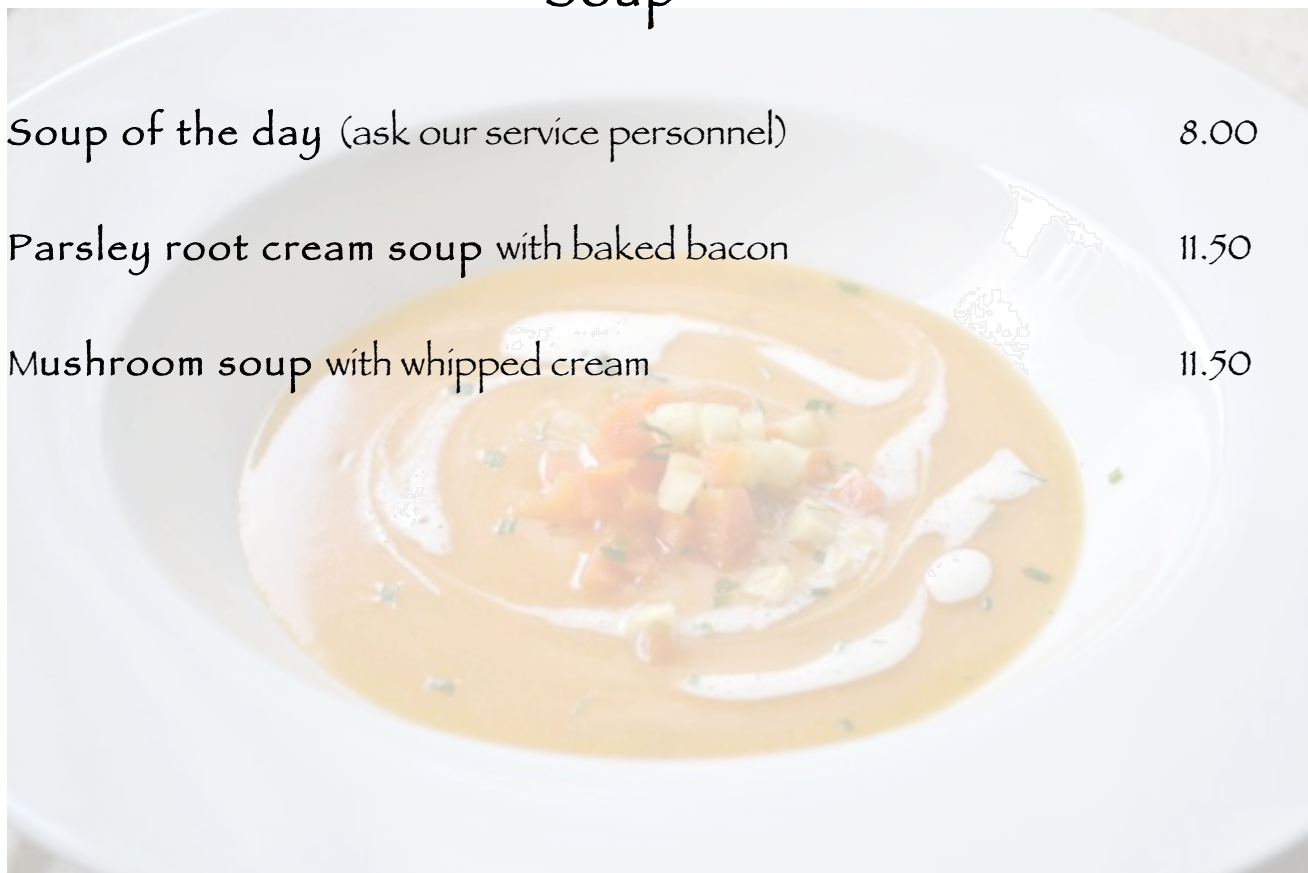 Soup
Soup of the day (ask our service personnel) 8.00
Parsley root cream soup with baked bacon 11.50
Mushroom soup with whipped cream 11.50